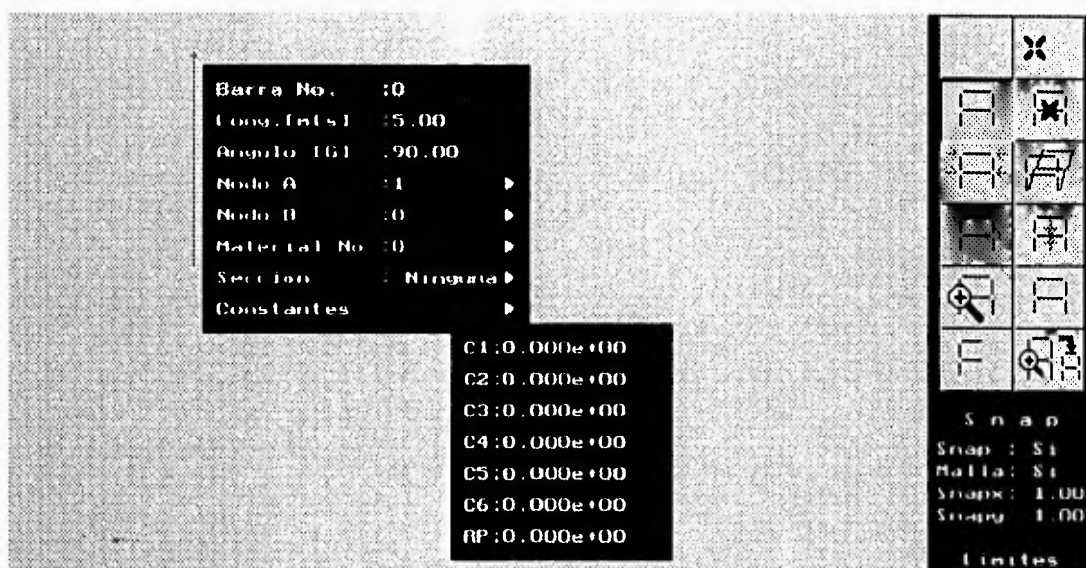 Barra No. :0
Long.[mts] :5.00
Angulo [G] :90.00
Nodo A :1
Nodo B :0
Material No :0
Seccion : Ninguna
Constantes
C1:0.000e+00
C2:0.000e+00
C3:0.000e+00
C4:0.000e+00
C5:0.000e+00
C6:0.000e+00
RP:0.000e+00
Snap
Snap : Si
Malla: Si
Snapx: 1.00
Snapy 1.00
Limites